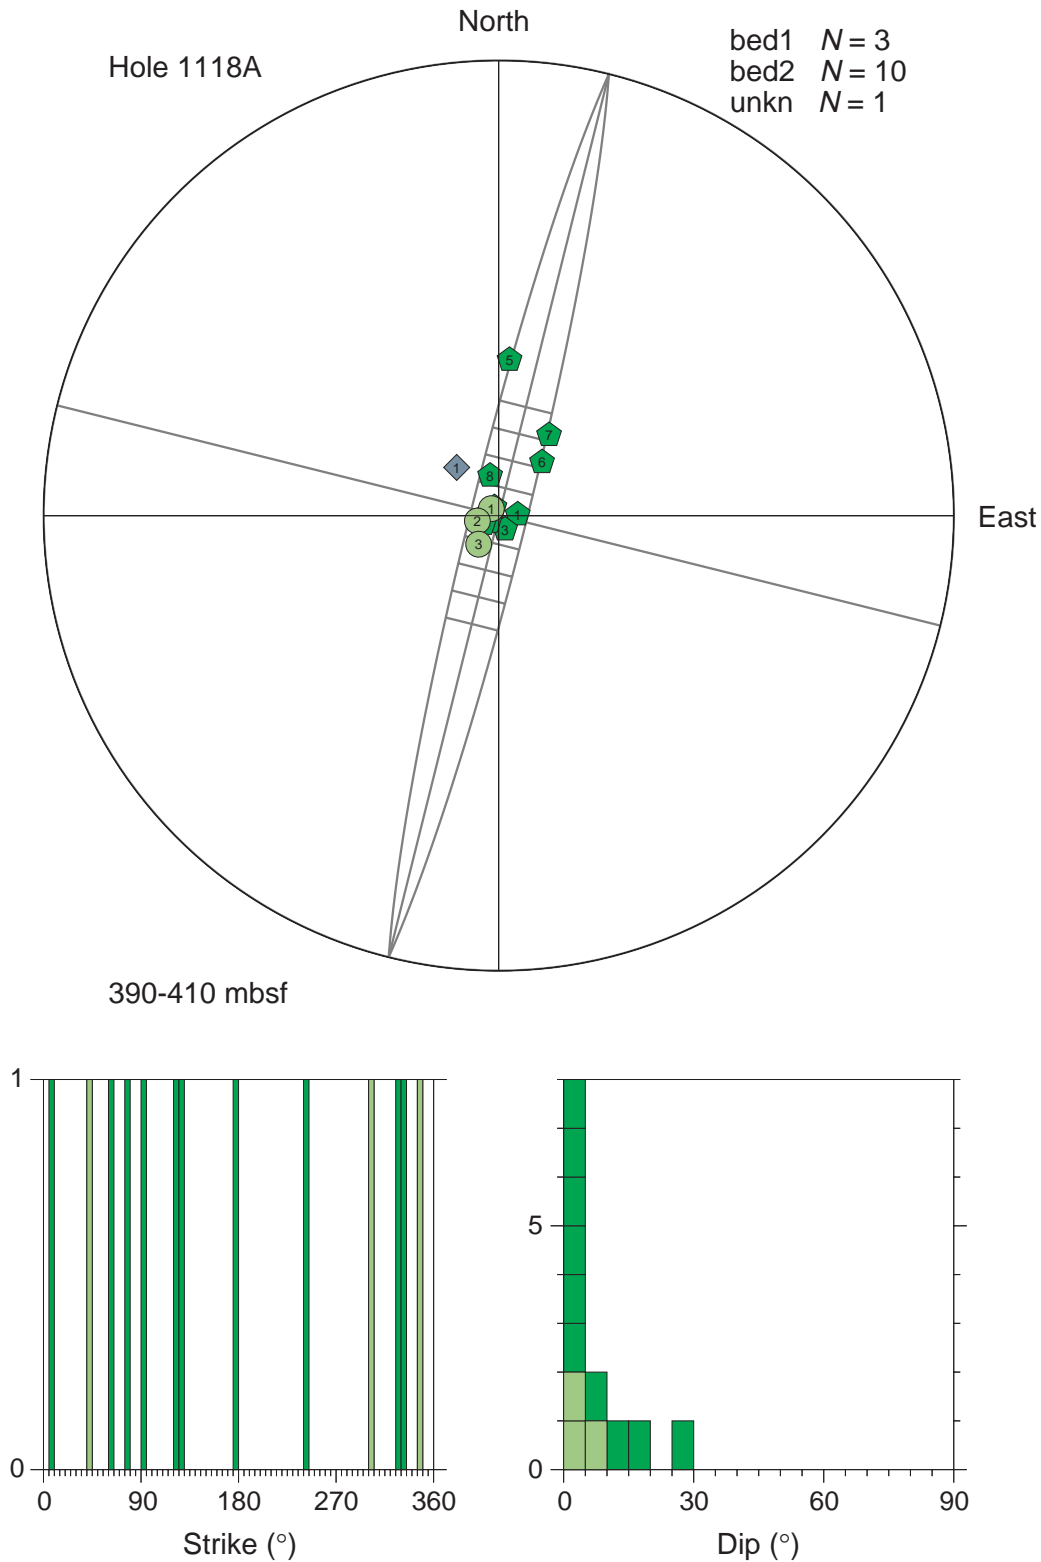 North
Hole 1118A
bed1 N = 3
bed2 N = 10
unkn N = 1
5
7
6
1
8
1
1
2
3
3
East
390-410 mbsf
1
0
0 90 180 270 360
Strike (°)
5
0
0 30 60 90
Dip (°)